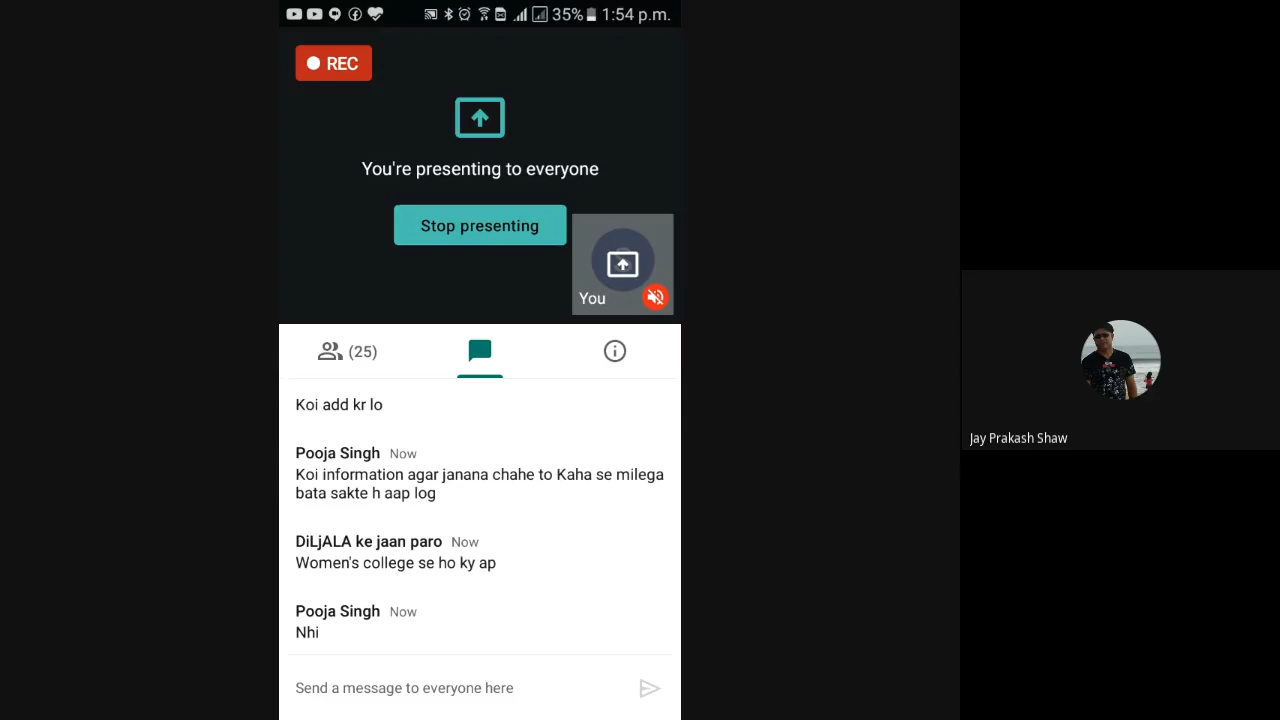 35% 1:54 p.m.
REC
You're presenting to everyone
Stop presenting
You
(25)
Koi add kr lo
Pooja Singh Now
Koi information agar janana chahe to Kaha se milega
bata sakte h aap log
DiLjALA ke jaan paro Now
Women's college se ho ky ap
Pooja Singh Now
Nhi
Send a message to everyone here
Jay Prakash Shaw